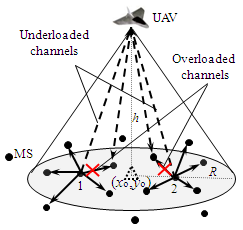 UAV
Underloaded
channels
Overloaded
channels
h
MS
1
(x₀, y₀)
2
R